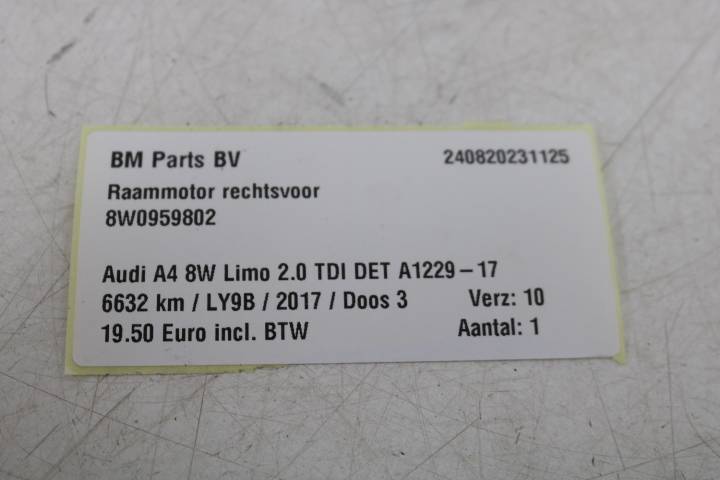 BM Parts BV 240820231125
Raammotor rechtsvoor
8W0959802
Audi A4 8W Limo 2.0 TDI DET A1229-17
6632 km / LY9B / 2017 / Doos 3 Verz: 10
19.50 Euro incl. BTW Aantal: 1